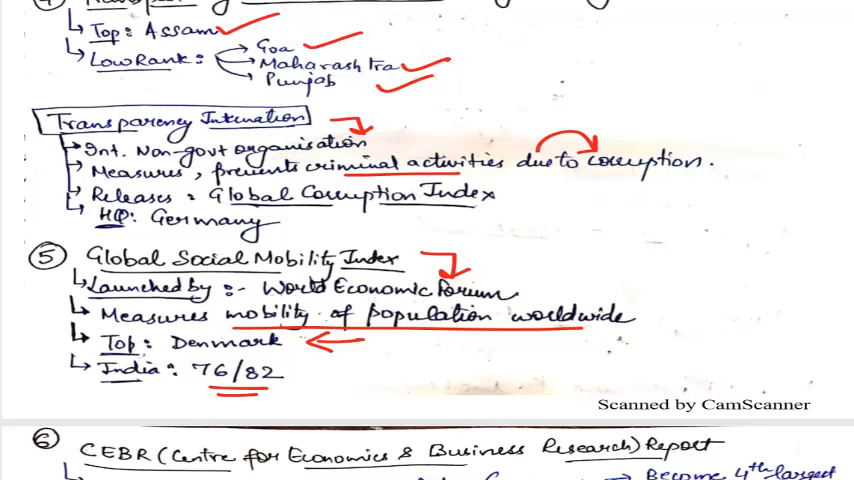 ↳ Top: Assam
↳ Low Rank: → Goa
→ Maharashtra
→ Punjab
Transparency Internation
↳ Int. Non-govt organisation
↳ Measures, prevents criminal activities due to corruption.
↳ Releases: Global Corruption Index
↳ HQ: Germany
⑤ Global Social Mobility Index
↳ Launched by :- World Economic Forum
↳ Measures mobility of population worldwide
↳ Top: Denmark
↳ India: 76/82
Scanned by CamScanner
⑥ CEBR (Centre for Economics & Business Research) Report
→ Become 4th largest